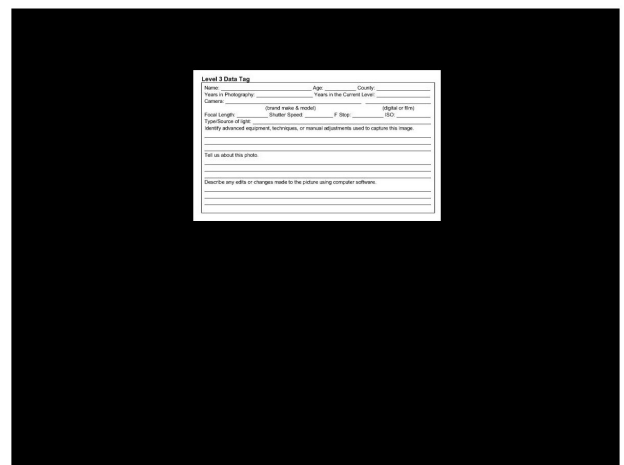 Level 3 Data Tag
Name: Age: County:
Years in Photography: Years in the Current Level:
Camera:
(brand make & model) (digital or film)
Focal Length: Shutter Speed: F Stop: ISO:
Type/Source of light:
Identify advanced equipment, techniques, or manual adjustments used to capture this image.
Tell us about this photo.
Describe any edits or changes made to the picture using computer software.